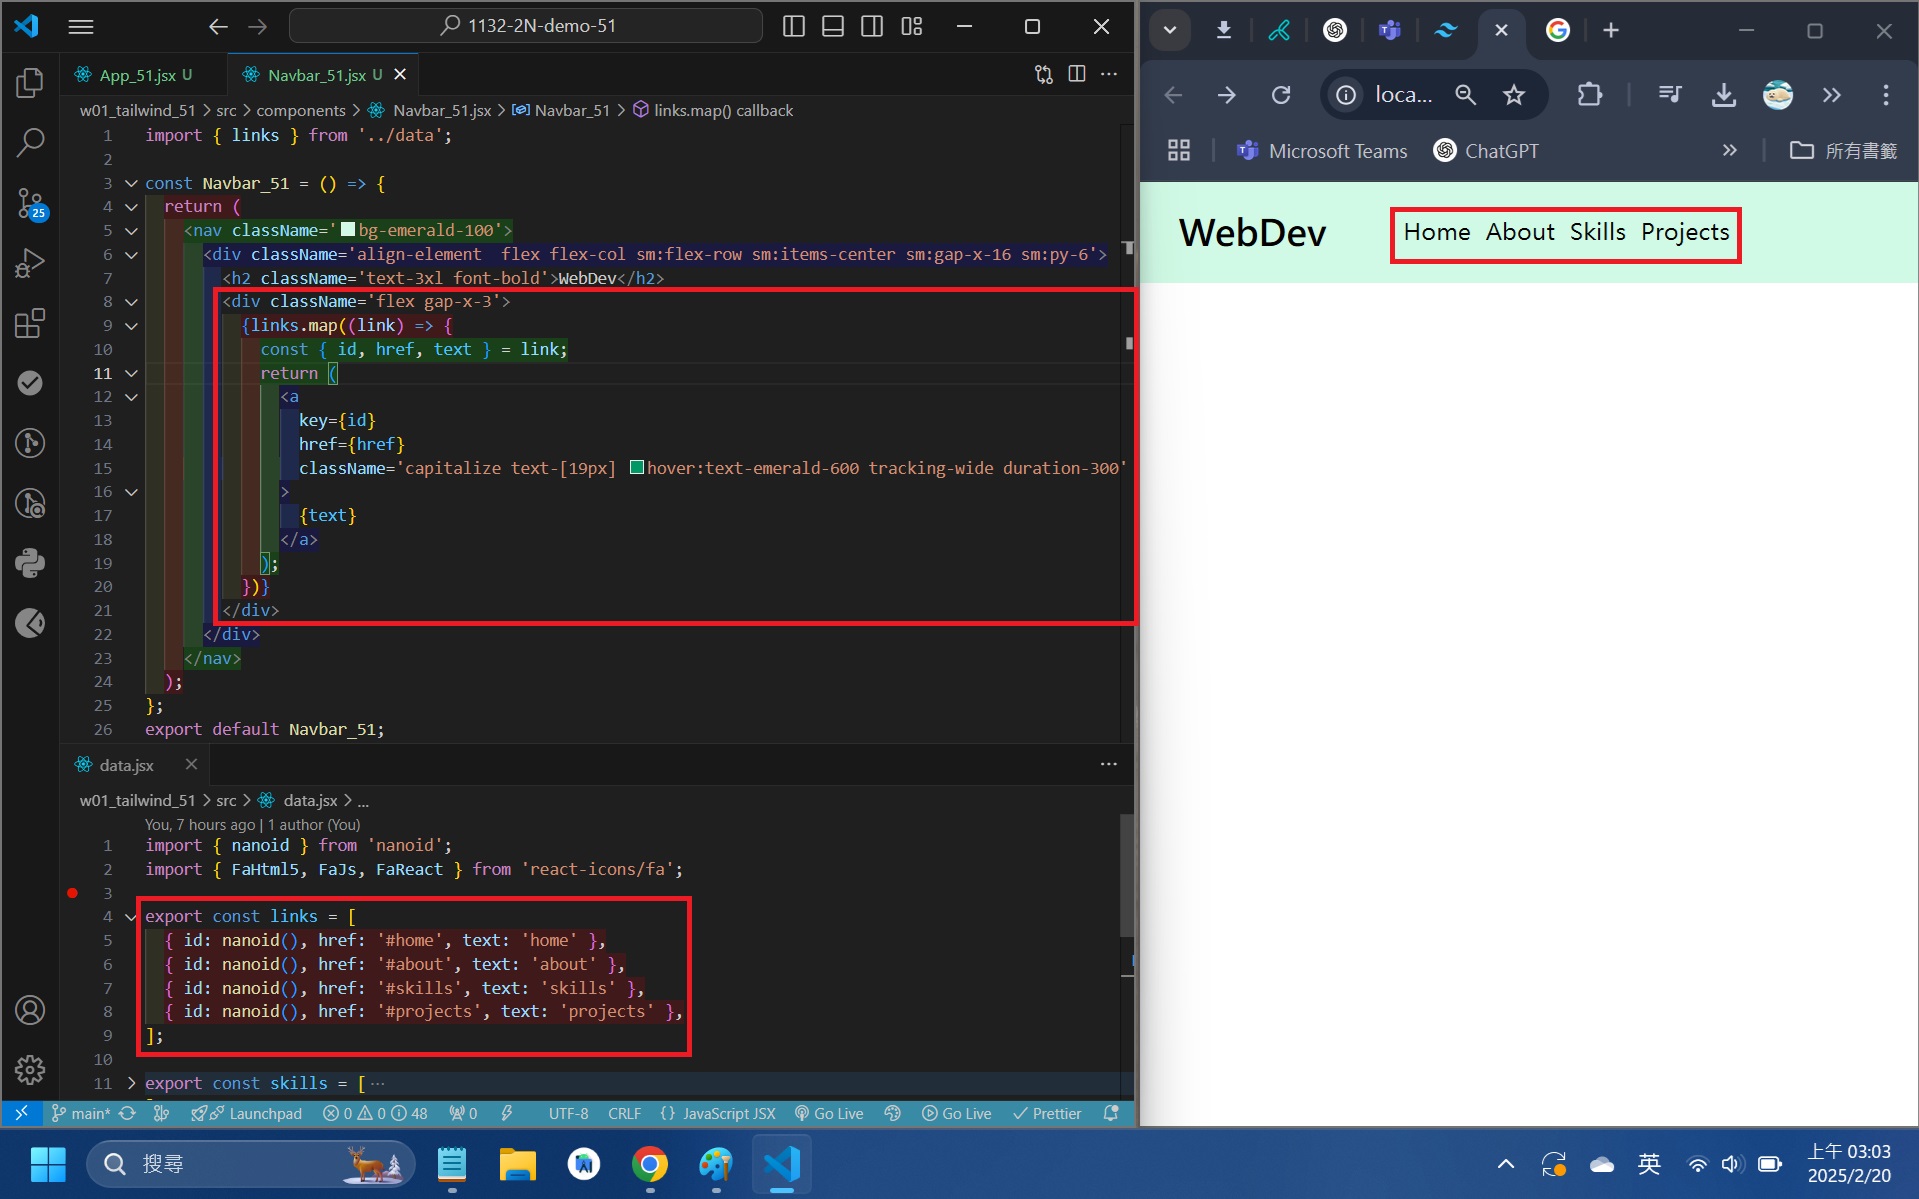 1132-2N-demo-51
App_51.jsx U
Navbar_51.jsx U
w01_tailwind_51 > src > components > Navbar_51.jsx > Navbar_51 > links.map() callback
1 import { links } from '../data';
2
3 const Navbar_51 = () => {
4 return (
5 <nav className='bg-emerald-100'>
6 <div className='align-element  flex flex-col sm:flex-row sm:items-center sm:gap-x-16 sm:py-6'>
7 <h2 className='text-3xl font-bold'>WebDev</h2>
8 <div className='flex gap-x-3'>
9 {links.map((link) => {
10 const { id, href, text } = link;
11 return (
12 <a
13 key={id}
14 href={href}
15 className='capitalize text-[19px] hover:text-emerald-600 tracking-wide duration-300'
16 >
17 {text}
18 </a>
19 );
20 })}
21 </div>
22 </div>
23 </nav>
24 );
25 };
26 export default Navbar_51;
data.jsx
w01_tailwind_51 > src > data.jsx > ...
You, 7 hours ago | 1 author (You)
1 import { nanoid } from 'nanoid';
2 import { FaHtml5, FaJs, FaReact } from 'react-icons/fa';
3
4 export const links = [
5 { id: nanoid(), href: '#home', text: 'home' },
6 { id: nanoid(), href: '#about', text: 'about' },
7 { id: nanoid(), href: '#skills', text: 'skills' },
8 { id: nanoid(), href: '#projects', text: 'projects' },
9 ];
10
11 export const skills = [ ...
25
main* Launchpad 0 0 48 0 UTF-8 CRLF {} JavaScript JSX Go Live Go Live Prettier
loca...
Microsoft Teams ChatGPT 所有書籤
WebDev Home About Skills Projects
搜尋
英
上午 03:03
2025/2/20